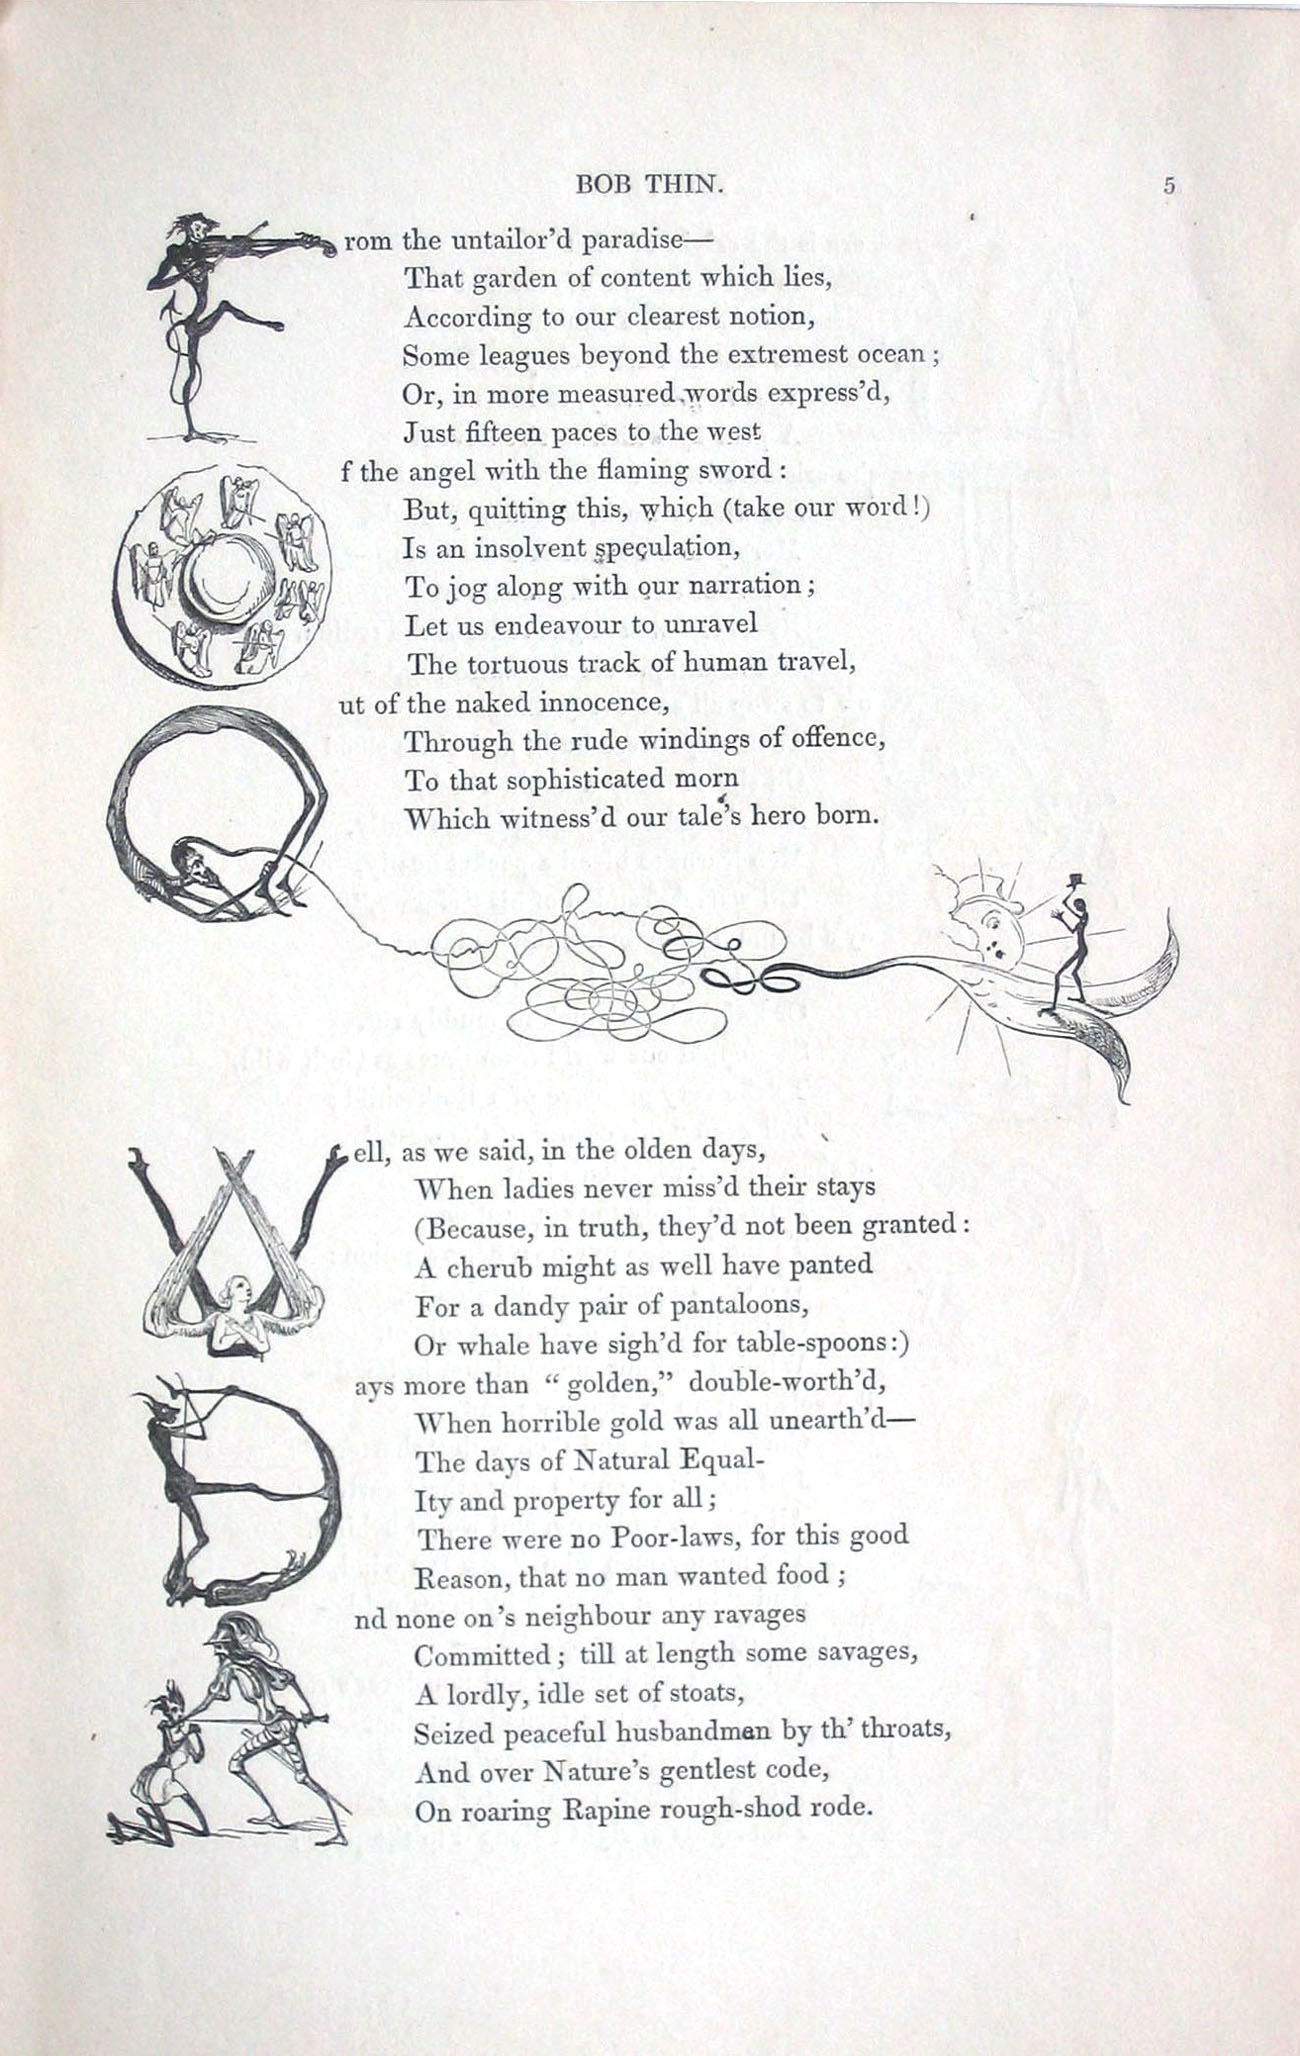 BOB THIN. 5
From the untailor'd paradise—
That garden of content which lies,
According to our clearest notion,
Some leagues beyond the extremest ocean;
Or, in more measured words express'd,
Just fifteen paces to the west
Of the angel with the flaming sword:
But, quitting this, which (take our word!)
Is an insolvent speculation,
To jog along with our narration;
Let us endeavour to unravel
The tortuous track of human travel,
Out of the naked innocence,
Through the rude windings of offence,
To that sophisticated morn
Which witness'd our tale's hero born.
Well, as we said, in the olden days,
When ladies never miss'd their stays
(Because, in truth, they'd not been granted:
A cherub might as well have panted
For a dandy pair of pantaloons,
Or whale have sigh'd for table-spoons:)
Days more than “golden,” double-worth'd,
When horrible gold was all unearth'd—
The days of Natural Equal-
Ity and property for all;
There were no Poor-laws, for this good
Reason, that no man wanted food;
And none on's neighbour any ravages
Committed; till at length some savages,
A lordly, idle set of stoats,
Seized peaceful husbandmen by th' throats,
And over Nature's gentlest code,
On roaring Rapine rough-shod rode.